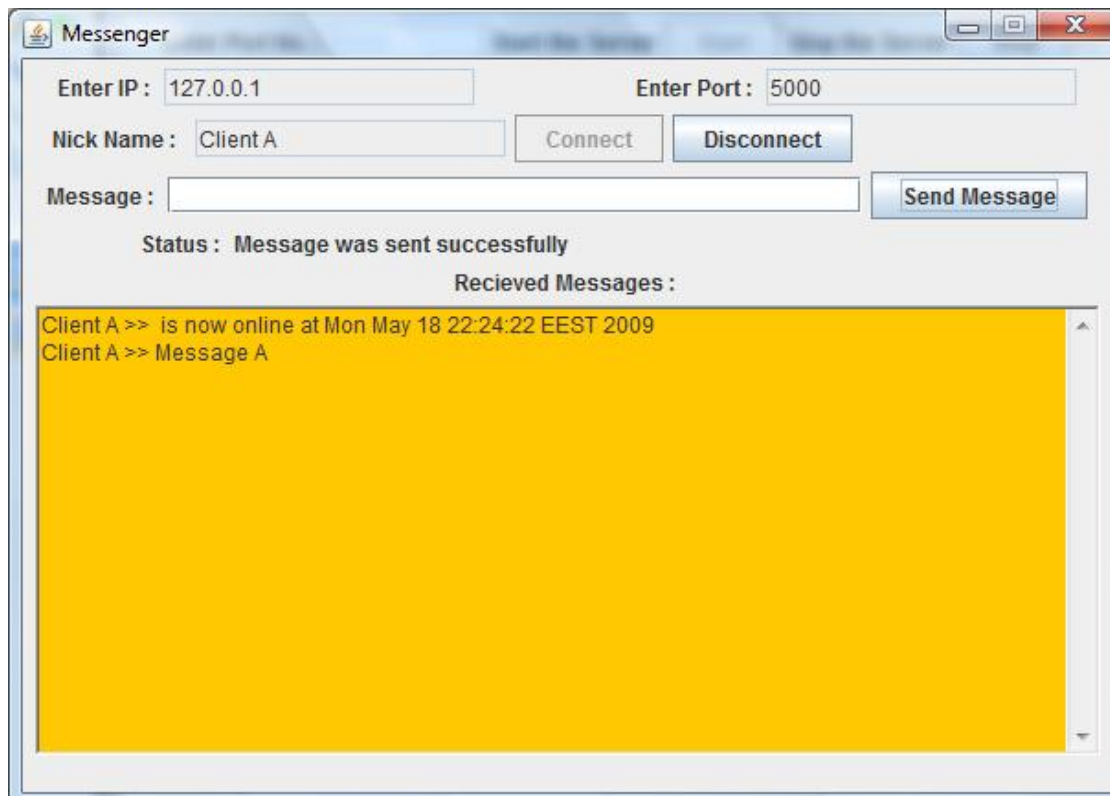 Messenger
Enter IP : 127.0.0.1 Enter Port : 5000
Nick Name : Client A Connect Disconnect
Message : Send Message
Status : Message was sent successfully
Recieved Messages :
Client A >>  is now online at Mon May 18 22:24:22 EEST 2009
Client A >> Message A